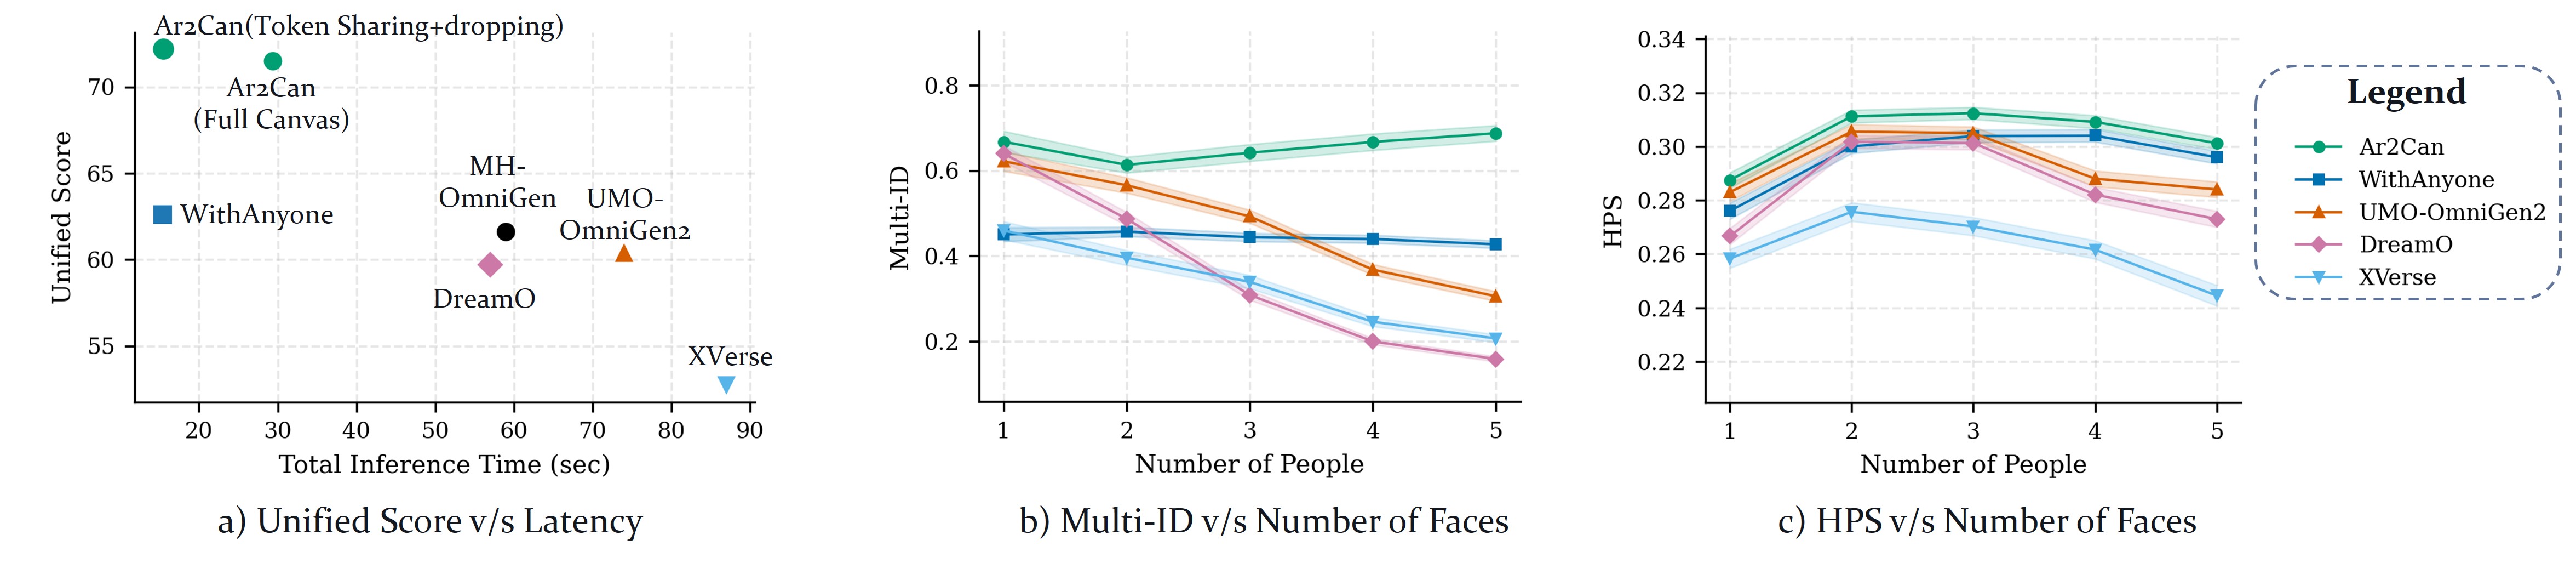 Ar2Can(Token Sharing+dropping)
Ar2Can
(Full Canvas)
MH-
OmniGen
UMO-
OmniGen2
WithAnyone
DreamO
XVerse
Unified Score
70
65
60
55
20 30 40 50 60 70 80 90
Total Inference Time (sec)
a) Unified Score v/s Latency
Multi-ID
0.8
0.6
0.4
0.2
1 2 3 4 5
Number of People
b) Multi-ID v/s Number of Faces
HPS
0.34
0.32
0.30
0.28
0.26
0.24
0.22
1 2 3 4 5
Number of People
c) HPS v/s Number of Faces
Legend
Ar2Can
WithAnyone
UMO-OmniGen2
DreamO
XVerse